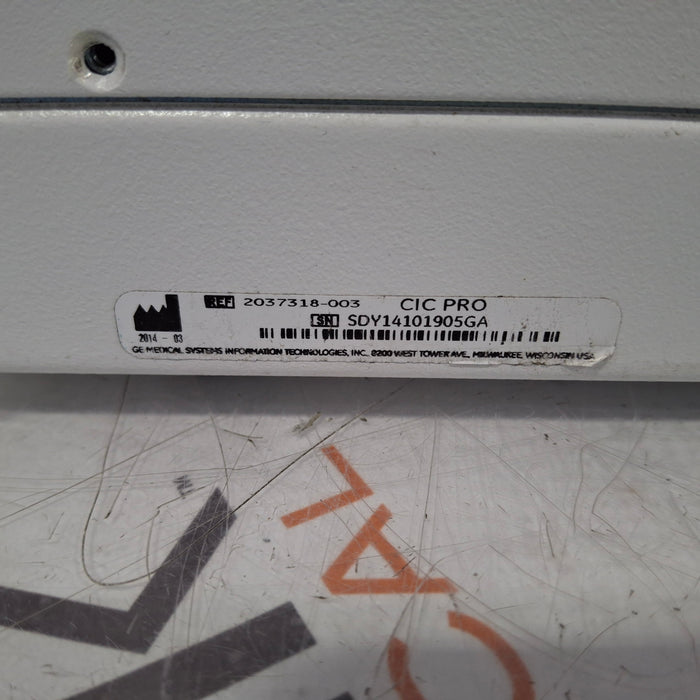 REF 2037318-003 CIC PRO
SN SDY14101905GA
2014 - 03
GE MEDICAL SYSTEMS INFORMATION TECHNOLOGIES, INC. 8200 WEST TOWER AVE, MILWAUKEE, WISCONSIN USA